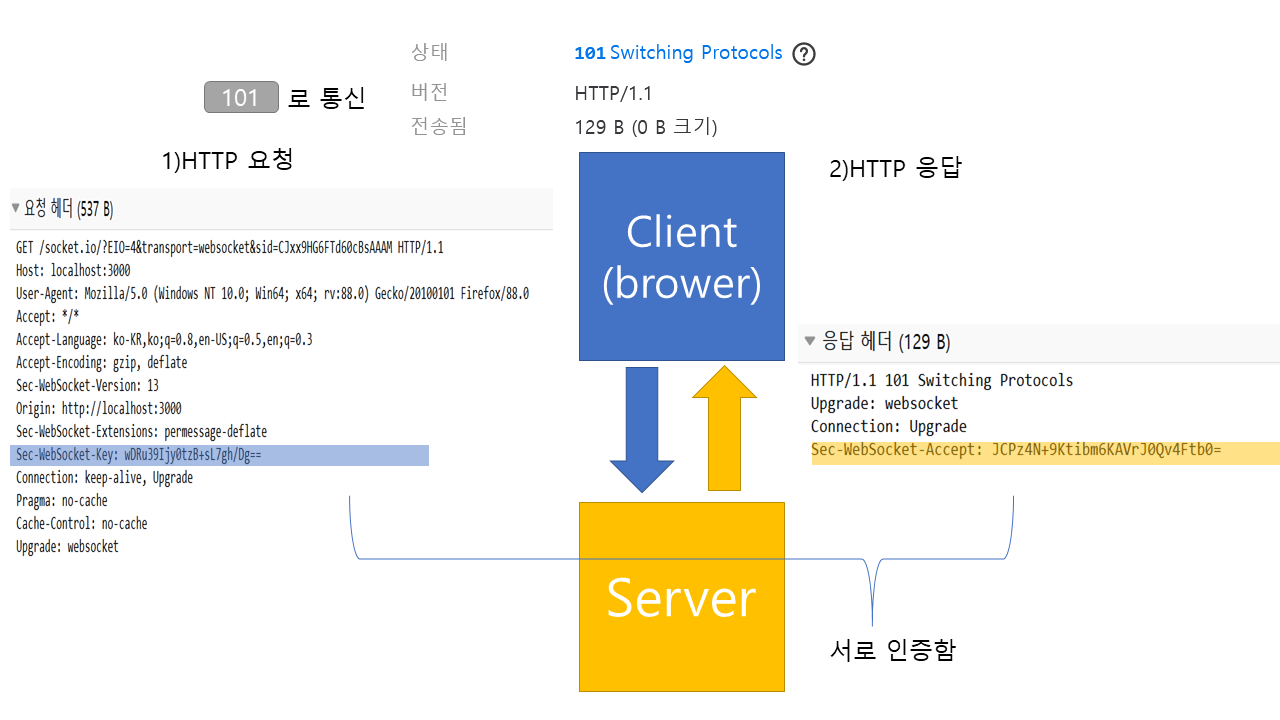 상태
101 Switching Protocols ?
버전
HTTP/1.1
전송됨
129 B (0 B 크기)
101 로 통신
1)HTTP 요청
요청 헤더 (537 B)
GET /socket.io/?EIO=4&transport=websocket&sid=CJxx9HG6FTd60cBsAAAM HTTP/1.1
Host: localhost:3000
User-Agent: Mozilla/5.0 (Windows NT 10.0; Win64; x64; rv:88.0) Gecko/20100101 Firefox/88.0
Accept: */*
Accept-Language: ko-KR,ko;q=0.8,en-US;q=0.5,en;q=0.3
Accept-Encoding: gzip, deflate
Sec-WebSocket-Version: 13
Origin: http://localhost:3000
Sec-WebSocket-Extensions: permessage-deflate
Sec-WebSocket-Key: wDRu39Ijy0tzB+sL7gh/Dg==
Connection: keep-alive, Upgrade
Pragma: no-cache
Cache-Control: no-cache
Upgrade: websocket
Client
(brower)
Server
2)HTTP 응답
응답 헤더 (129 B)
HTTP/1.1 101 Switching Protocols
Upgrade: websocket
Connection: Upgrade
Sec-WebSocket-Accept: JCPz4N+9Ktibm6KAVrJ0Qv4Ftb0=
서로 인증함